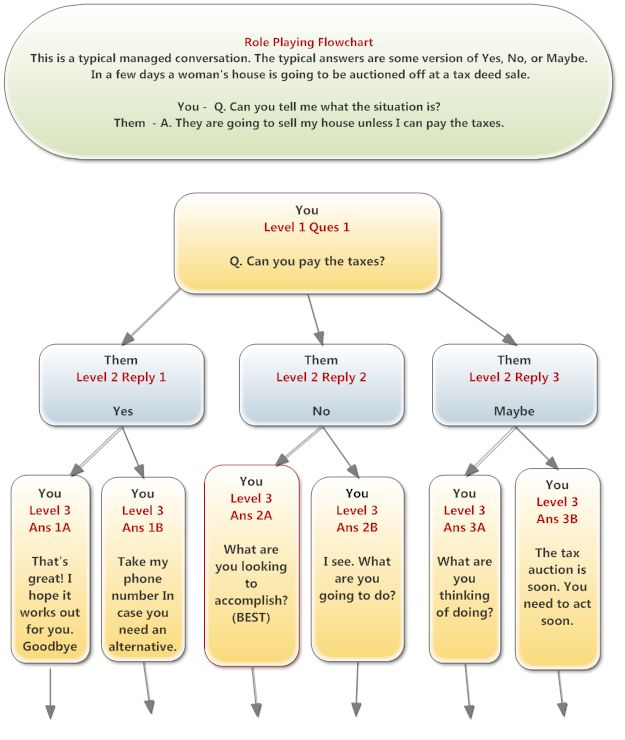 Role Playing Flowchart
This is a typical managed conversation. The typical answers are some version of Yes, No, or Maybe.
In a few days a woman's house is going to be auctioned off at a tax deed sale.
You - Q. Can you tell me what the situation is?
Them - A. They are going to sell my house unless I can pay the taxes.
You
Level 1 Ques 1
Q. Can you pay the taxes?
Them
Level 2 Reply 1
Yes
Them
Level 2 Reply 2
No
Them
Level 2 Reply 3
Maybe
You
Level 3
Ans 1A
That's
great! I
hope it
works out
for you.
Goodbye
You
Level 3
Ans 1B
Take my
phone
number In
case you
need an
alternative.
You
Level 3
Ans 2A
What are
you looking
to
accomplish?
(BEST)
You
Level 3
Ans 2B
I see. What
are you
going to do?
You
Level 3
Ans 3A
What are
you
thinking
of doing?
You
Level 3
Ans 3B
The tax
auction is
soon. You
need to act
soon.